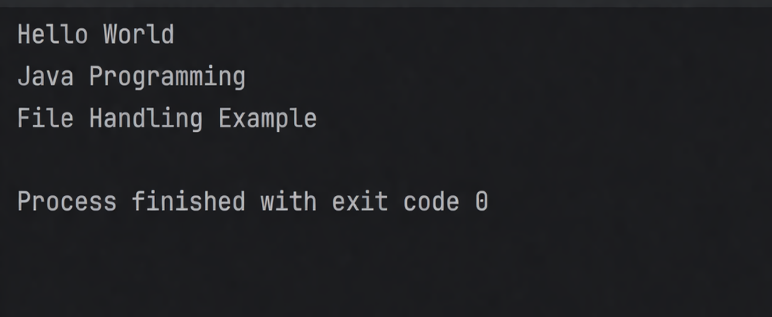 Hello World
Java Programming
File Handling Example
Process finished with exit code 0